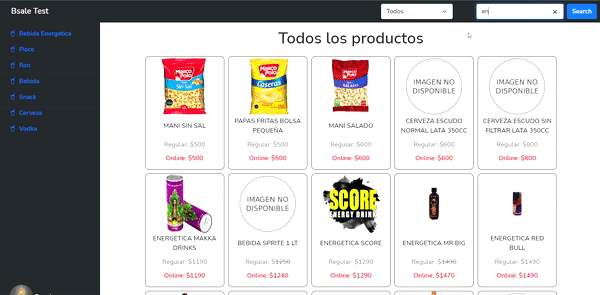 Bsale Test
Todos
en
Search
Bebida Energetica
Pisco
Ron
Bebida
Snack
Cerveza
Vodka
Todos los productos
MARCO POLO
Sin Sal
MANI SIN SAL
Regular: $500
Online: $500
MARCO POLO
Caseras
PAPAS FRITAS BOLSA
PEQUEÑA
Regular: $500
Online: $500
MARCO POLO
SALADO
MANÍ SALADO
Regular: $600
Online: $600
IMAGEN NO
DISPONIBLE
CERVEZA ESCUDO
NORMAL LATA 350CC
Regular: $600
Online: $600
IMAGEN NO
DISPONIBLE
CERVEZA ESCUDO SIN
FILTRAR LATA 350CC
Regular: $800
Online: $800
ENERGETICA MAKKA
DRINKS
Regular: $1190
Online: $1190
IMAGEN NO
DISPONIBLE
BEBIDA SPRITE 1 LT
Regular: $1250
Online: $1240
SCORE
ENERGY DRINK
ENERGETICA SCORE
Regular: $1290
Online: $1290
ENERGETICA MR BIG
Regular: $1490
Online: $1470
ENERGETICA RED
BULL
Regular: $1490
Online: $1490